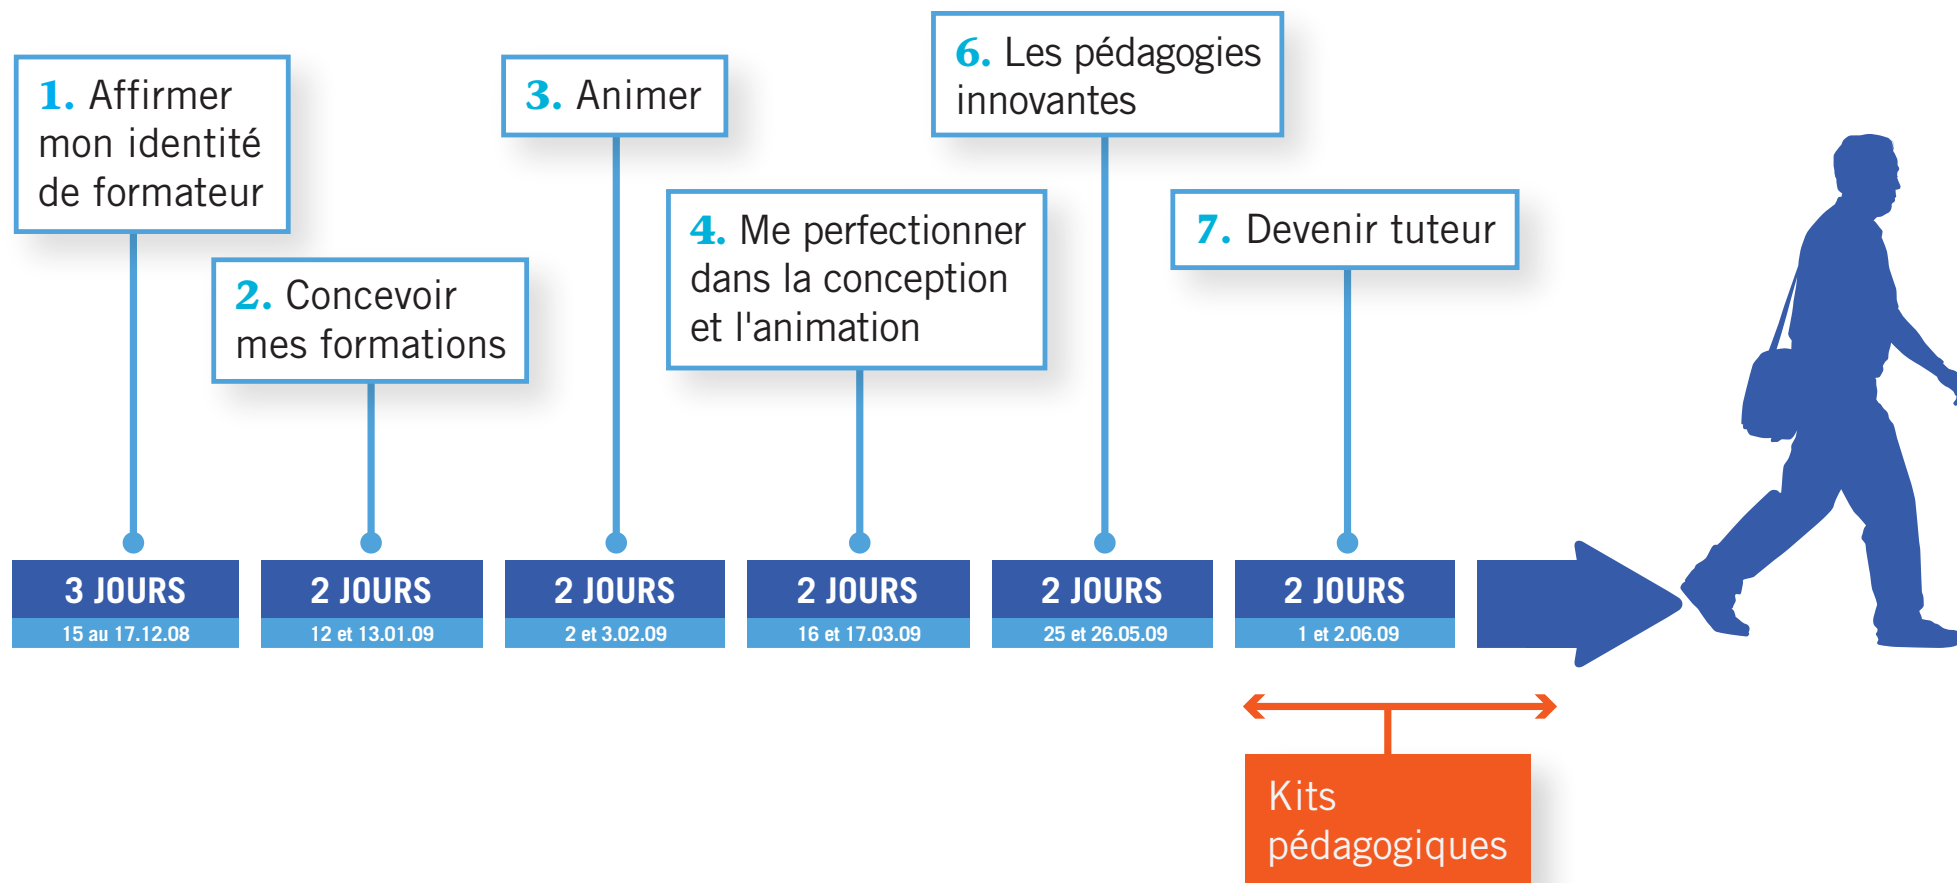 1. Affirmer
mon identité
de formateur
2. Concevoir
mes formations
3. Animer
4. Me perfectionner
dans la conception
et l'animation
6. Les pédagogies
innovantes
7. Devenir tuteur
3 JOURS
15 au 17.12.08
2 JOURS
12 et 13.01.09
2 JOURS
2 et 3.02.09
2 JOURS
16 et 17.03.09
2 JOURS
25 et 26.05.09
2 JOURS
1 et 2.06.09
Kits
pédagogiques